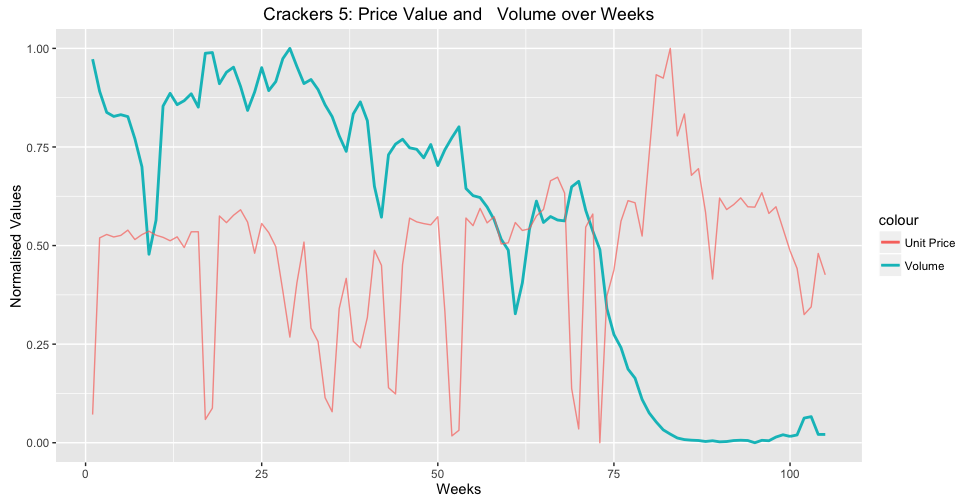 Crackers 5: Price Value and   Volume over Weeks
1.00
0.75
0.50
0.25
0.00
Normalised Values
0
25
50
75
100
Weeks
colour
Unit Price
Volume